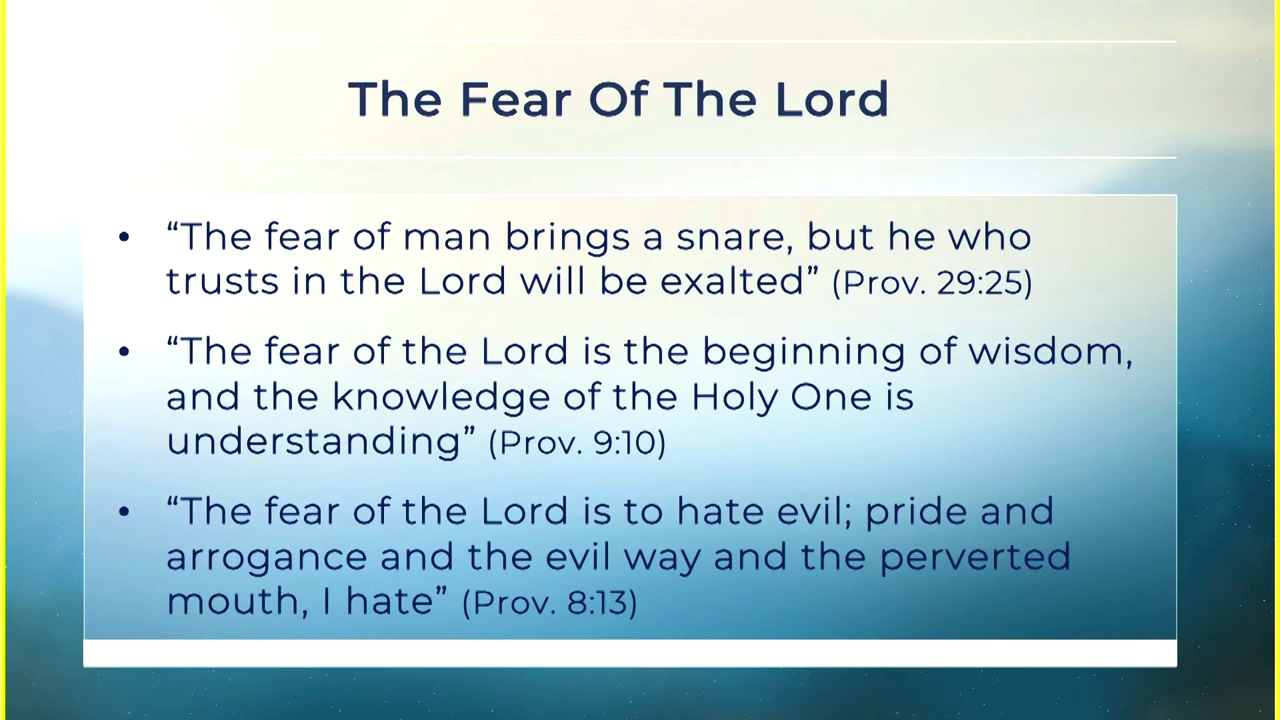 The Fear Of The Lord
• “The fear of man brings a snare, but he who
trusts in the Lord will be exalted” (Prov. 29:25)
• “The fear of the Lord is the beginning of wisdom,
and the knowledge of the Holy One is
understanding” (Prov. 9:10)
• “The fear of the Lord is to hate evil; pride and
arrogance and the evil way and the perverted
mouth, I hate” (Prov. 8:13)